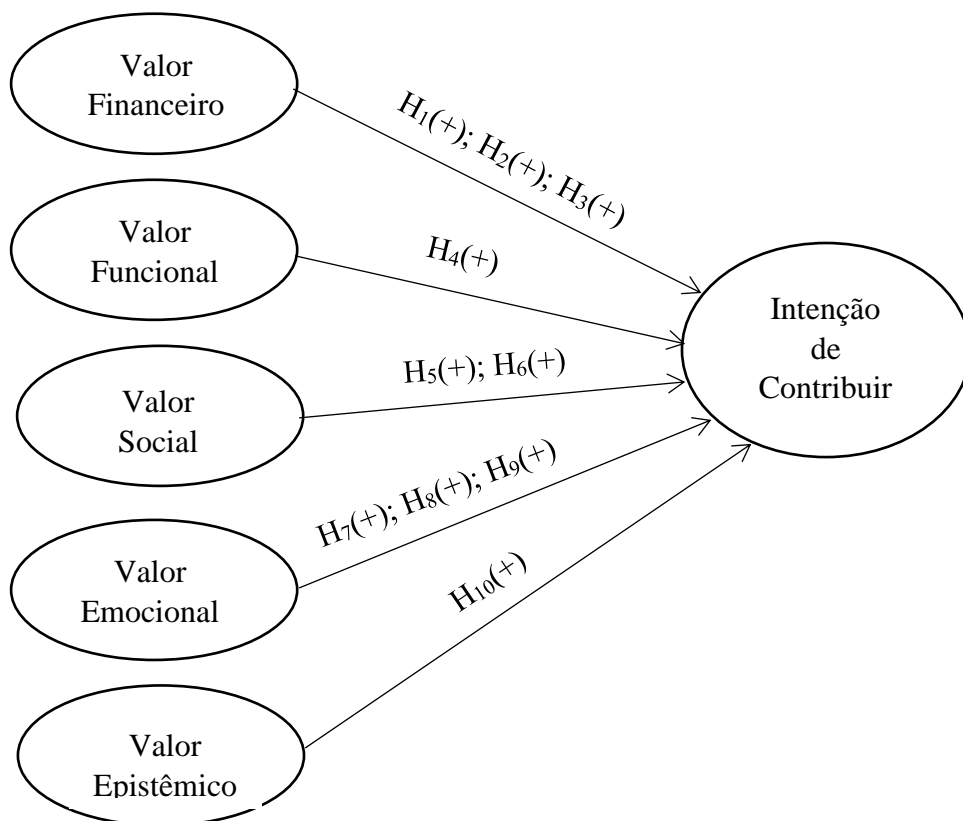 Valor
Financeiro
H₁(+); H₂(+); H₃(+)
Valor
Funcional
H₄(+)
Intenção
de
Contribuir
Valor
Social
H₅(+); H₆(+)
Valor
Emocional
H₇(+); H₈(+); H₉(+)
Valor
Epistêmico
H₁₀(+)